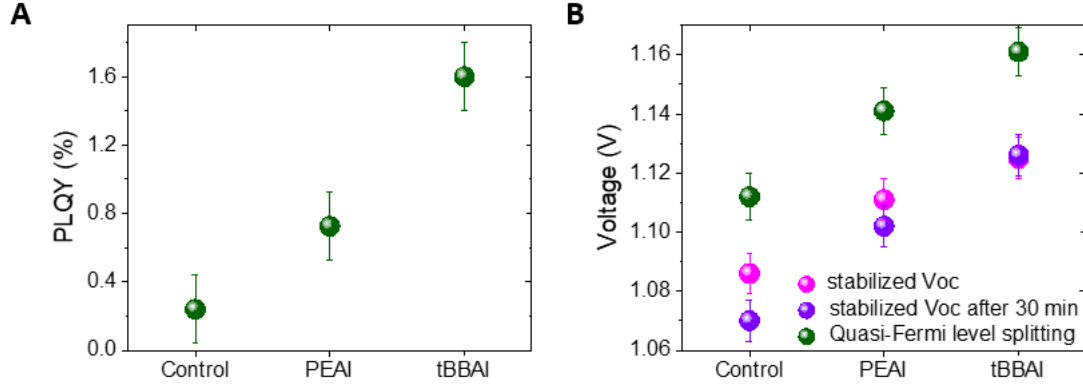 A
PLQY (%)
1.6
1.2
0.8
0.4
0.0
Control PEAI tBBAI
B
Voltage (V)
1.16
1.14
1.12
1.10
1.08
1.06
stabilized Voc
stabilized Voc after 30 min
Quasi-Fermi level splitting
Control PEAI tBBAI